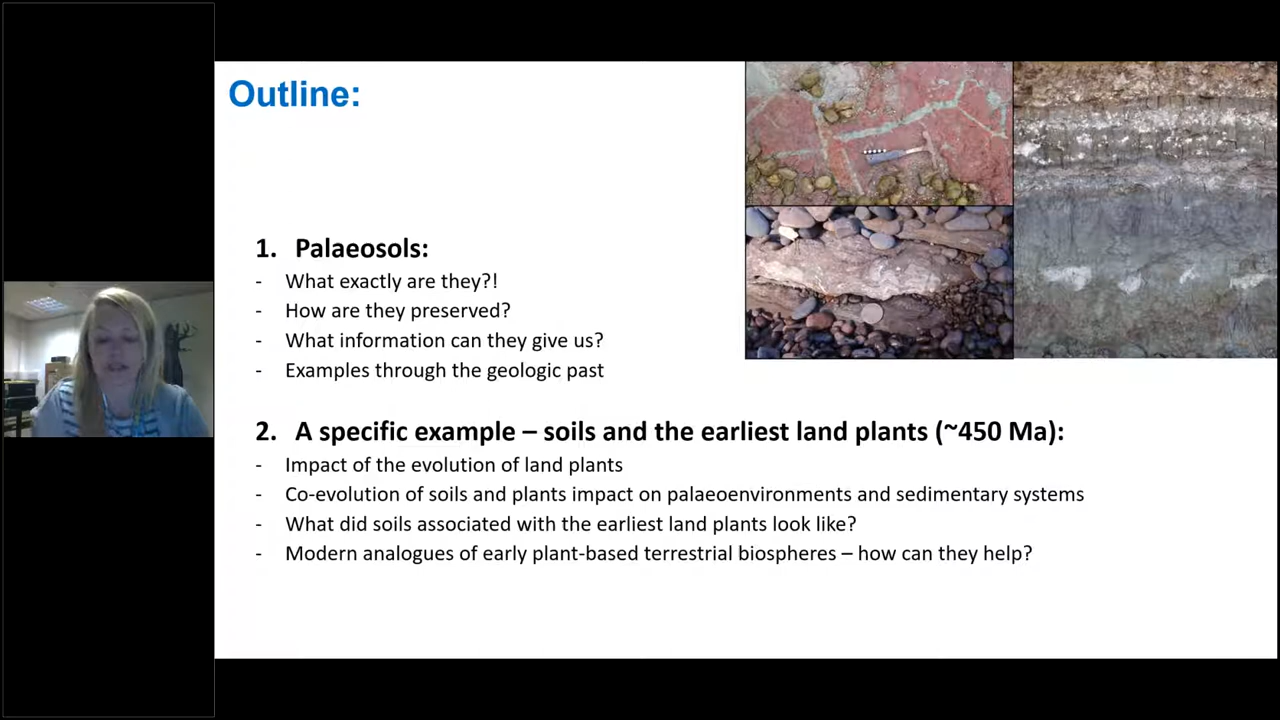 Outline:
1. Palaeosols:
- What exactly are they?!
- How are they preserved?
- What information can they give us?
- Examples through the geologic past
2. A specific example – soils and the earliest land plants (~450 Ma):
- Impact of the evolution of land plants
- Co-evolution of soils and plants impact on palaeoenvironments and sedimentary systems
- What did soils associated with the earliest land plants look like?
- Modern analogues of early plant-based terrestrial biospheres – how can they help?